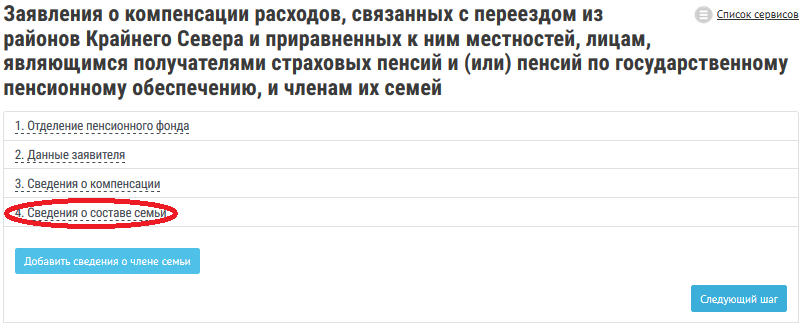 Заявления о компенсации расходов, связанных с переездом из
районов Крайнего Севера и приравненных к ним местностей, лицам,
являющимся получателями страховых пенсий и (или) пенсий по государственному
пенсионному обеспечению, и членам их семей
Список сервисов
1. Отделение пенсионного фонда
2. Данные заявителя
3. Сведения о компенсации
4. Сведения о составе семьи
Добавить сведения о члене семьи
Следующий шаг